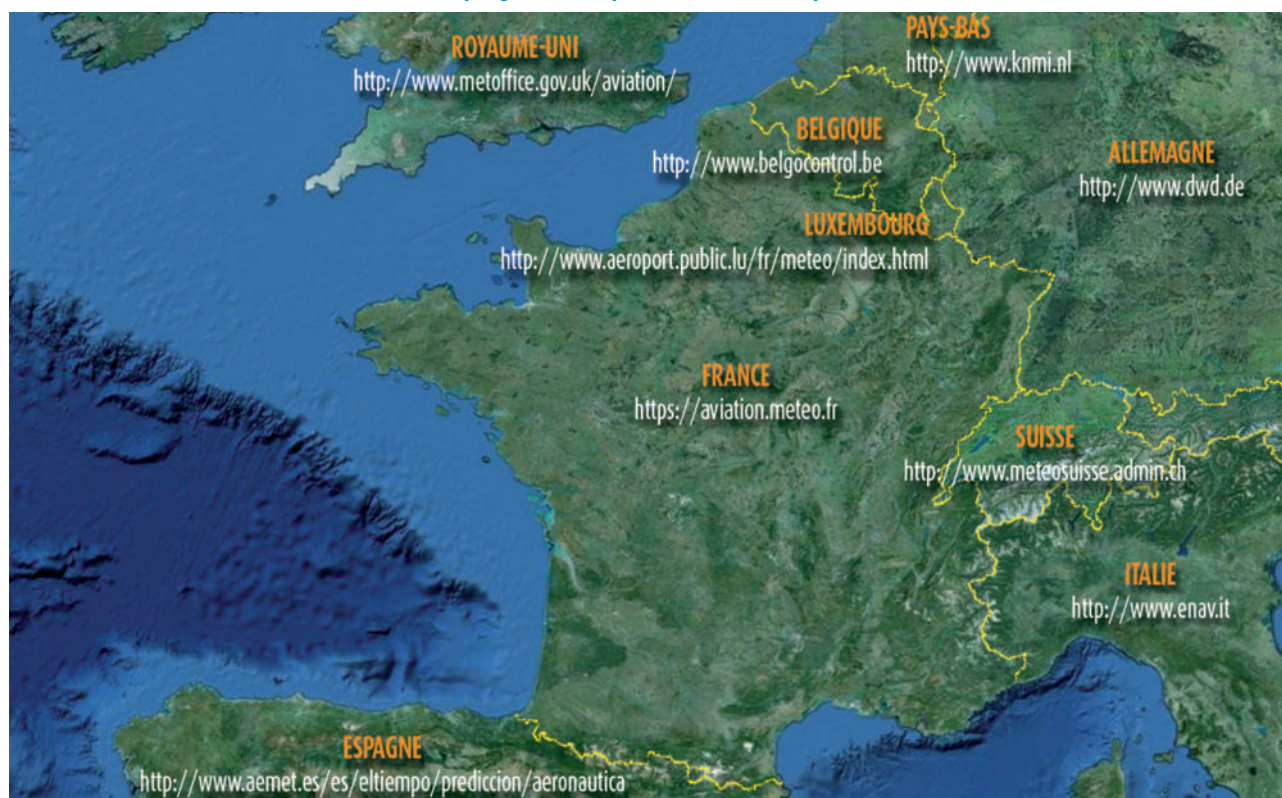 ROYAUME-UNI
http://www.metoffice.gov.uk/aviation/
PAYS-BAS
http://www.knmi.nl
BELGIQUE
http://www.belgocontrol.be
ALLEMAGNE
http://www.dwd.de
LUXEMBOURG
http://www.aeroport.public.lu/fr/meteo/index.html
FRANCE
https://aviation.meteo.fr
SUISSE
http://www.meteosuisse.admin.ch
ITALIE
http://www.enav.it
ESPAGNE
http://www.aemet.es/es/eltiempo/prediccion/aeronautica